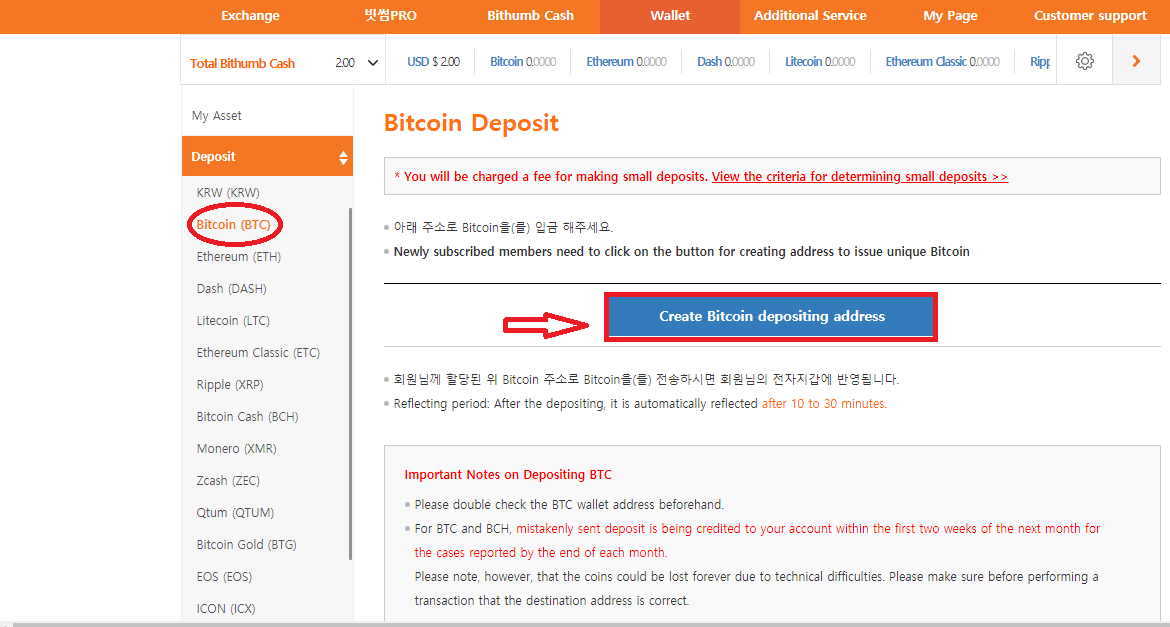 Exchange 빗썸PRO Bithumb Cash Wallet Additional Service My Page Customer support
Total Bithumb Cash 2.00 USD $ 2.00 Bitcoin 0.0000 Ethereum 0.0000 Dash 0.0000 Litecoin 0.0000 Ethereum Classic 0.0000 Ripp
My Asset
Deposit
KRW (KRW)
Bitcoin (BTC)
Ethereum (ETH)
Dash (DASH)
Litecoin (LTC)
Ethereum Classic (ETC)
Ripple (XRP)
Bitcoin Cash (BCH)
Monero (XMR)
Zcash (ZEC)
Qtum (QTUM)
Bitcoin Gold (BTG)
EOS (EOS)
ICON (ICX)
Bitcoin Deposit
* You will be charged a fee for making small deposits. View the criteria for determining small deposits >>
아래 주소로 Bitcoin을(를) 입금 해주세요.
Newly subscribed members need to click on the button for creating address to issue unique Bitcoin
Create Bitcoin depositing address
회원님께 할당된 위 Bitcoin 주소로 Bitcoin을(를) 전송하시면 회원님의 전자지갑에 반영됩니다.
Reflecting period: After the depositing, it is automatically reflected after 10 to 30 minutes.
Important Notes on Depositing BTC
Please double check the BTC wallet address beforehand.
For BTC and BCH, mistakenly sent deposit is being credited to your account within the first two weeks of the next month for
the cases reported by the end of each month.
Please note, however, that the coins could be lost forever due to technical difficulties. Please make sure before performing a
transaction that the destination address is correct.